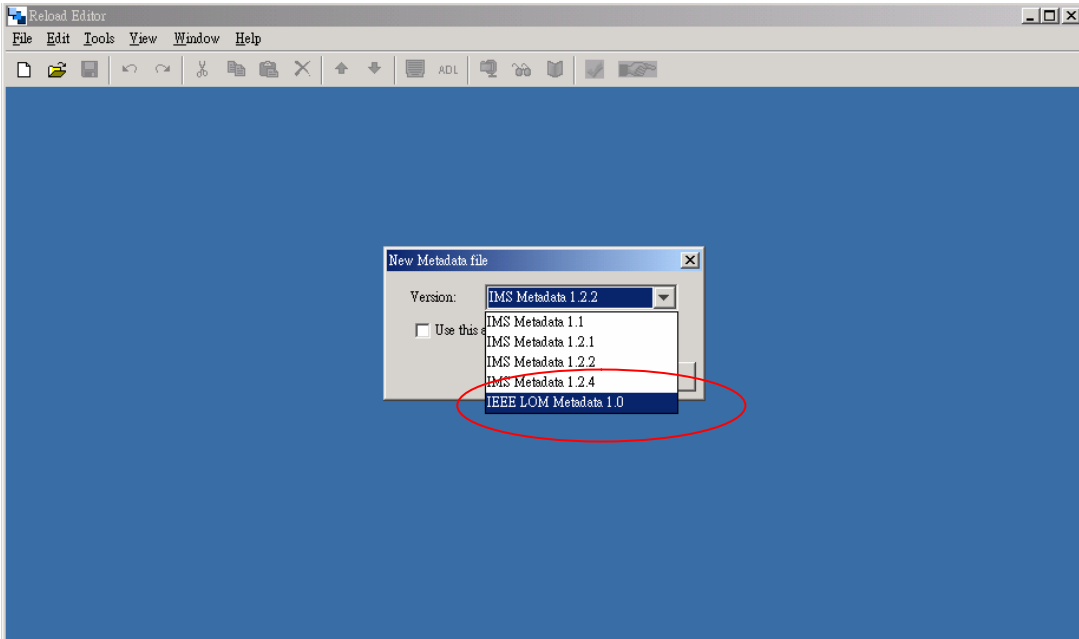 Reload Editor
File Edit Tools View Window Help
ADL
New Metadata file
Version: IMS Metadata 1.2.2
IMS Metadata 1.1
Use this
IMS Metadata 1.2.1
IMS Metadata 1.2.2
IMS Metadata 1.2.4
IEEE LOM Metadata 1.0